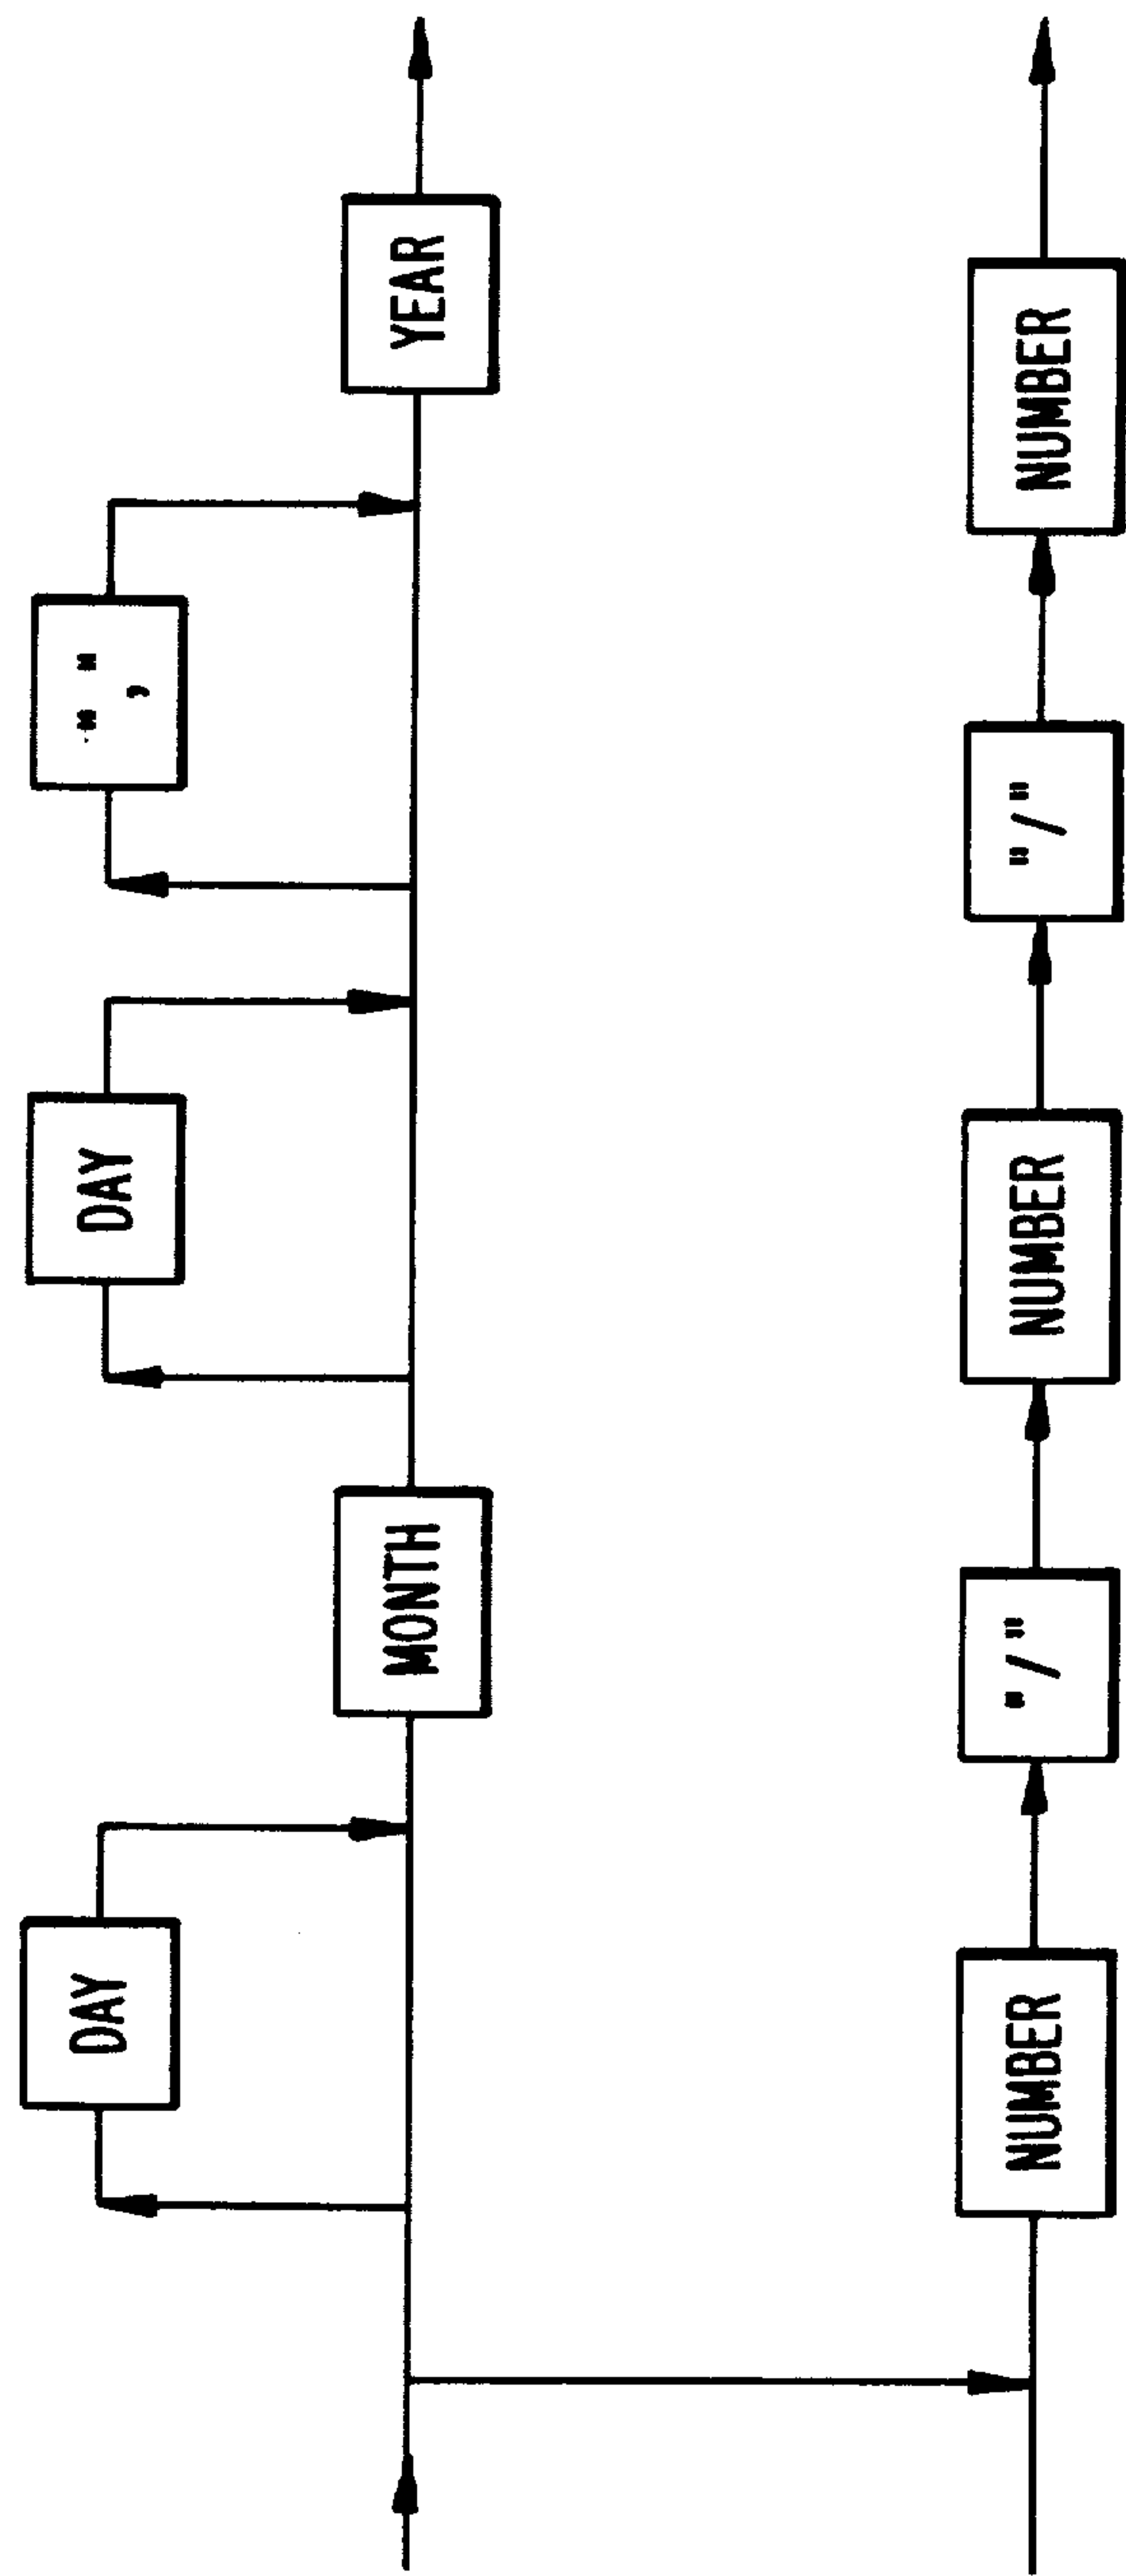 DAY
DAY
","
MONTH
YEAR
NUMBER
"/"
NUMBER
"/"
NUMBER